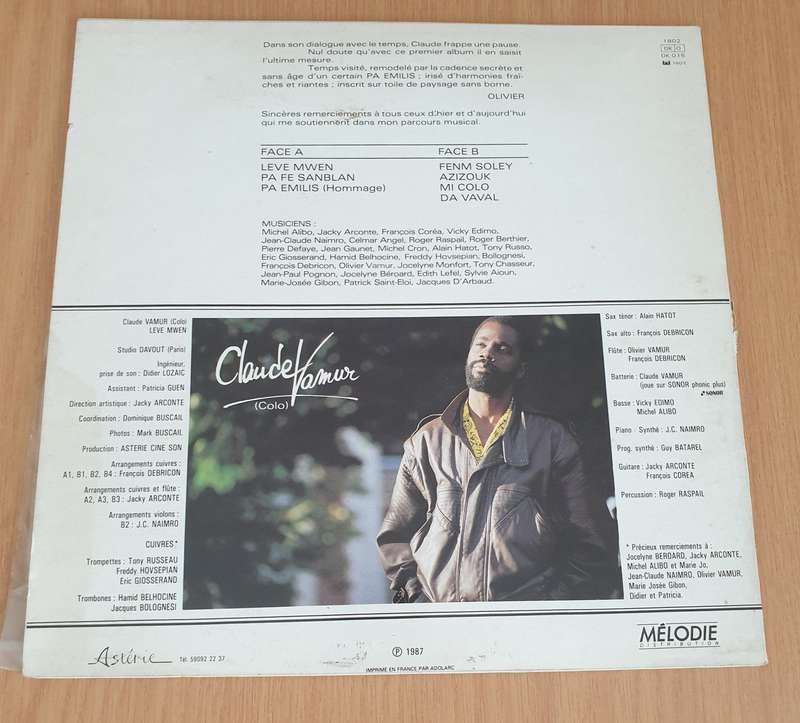 Dans son dialogue avec le temps, Claude frappe une pause.
Nul doute qu'avec ce premier album il en saisit
l'ultime mesure.
Temps visité, remodelé par la cadence secrète et
sans âge d'un certain PA EMILIS ; irisé d'harmonies fraî-
ches et riantes ; inscrit sur toile de paysage sans borne.
OLIVIER
Sincères remerciements à tous ceux d'hier et d'aujourd'hui
qui me soutiennent dans mon parcours musical.
1802
DK 016
FACE A
LEVE MWEN
PA FE SANBLAN
PA EMILIS (Hommage)
FACE B
FENM SOLEY
AZIZOUK
MI COLO
DA VAVAL
MUSICIENS :
Michel Alibo, Jacky Arconte, François Coréa, Vicky Edimo,
Jean-Claude Naimro, Celmar Angel, Roger Raspail, Roger Berthier,
Pierre Defaye, Jean Gaunet, Michel Cron, Alain Hatot, Tony Russo,
Eric Giosserand, Hamid Belhocine, Freddy Hovsepian, Bollognesi,
François Debricon, Olivier Vamur, Jocelyne Monfort, Tony Chasseur,
Jean-Paul Pognon, Jocelyne Béroard, Edith Lefel, Sylvie Aioun,
Marie-Josée Gibon, Patrick Saint-Eloi, Jacques D'Arbaud.
Claude VAMUR (Colo)
LEVE MWEN
Studio DAVOUT (Paris)
Ingénieur,
prise de son : Didier LOZAIC
Assistant : Patricia GUEN
Direction artistique : Jacky ARCONTE
Coordination : Dominique BUSCAIL
Photos : Mark BUSCAIL
Production : ASTERIE CINE SON
Arrangements cuivres :
A1, B1, B2, B4 : François DEBRICON
Arrangements cuivres et flûte :
A2, A3, B3 : Jacky ARCONTE
Arrangements violons :
B2 : J.C. NAIMRO
CUIVRES*
Trompettes : Tony RUSSEAU
Freddy HOVSEPIAN
Eric GIOSSERAND
Trombones : Hamid BELHOCINE
Jacques BOLOGNESI
Claude Vamur
(Colo)
Sax ténor : Alain HATOT
Sax alto : François DEBRICON
Flûte : Olivier VAMUR
François DEBRICON
Batterie : Claude VAMUR
(joue sur SONOR phonic plus)
SONOR
Basse : Vicky EDIMO
Michel ALIBO
Piano - Synthé : J.C. NAIMRO
Prog. synthé : Guy BATAREL
Guitare : Jacky ARCONTE
François COREA
Percussion : Roger RASPAIL
* Précieux remerciements à :
Jocelyne BEROARD, Jacky ARCONTE,
Michel ALIBO et Marie Jo,
Jean-Claude NAIMRO, Olivier VAMUR,
Marie Josée Gibon,
Didier et Patricia.
Astérie
Tél. 59092 22 37
℗ 1987
IMPRIMÉ EN FRANCE PAR ADOLARC
MÉLODIE
DISTRIBUTION